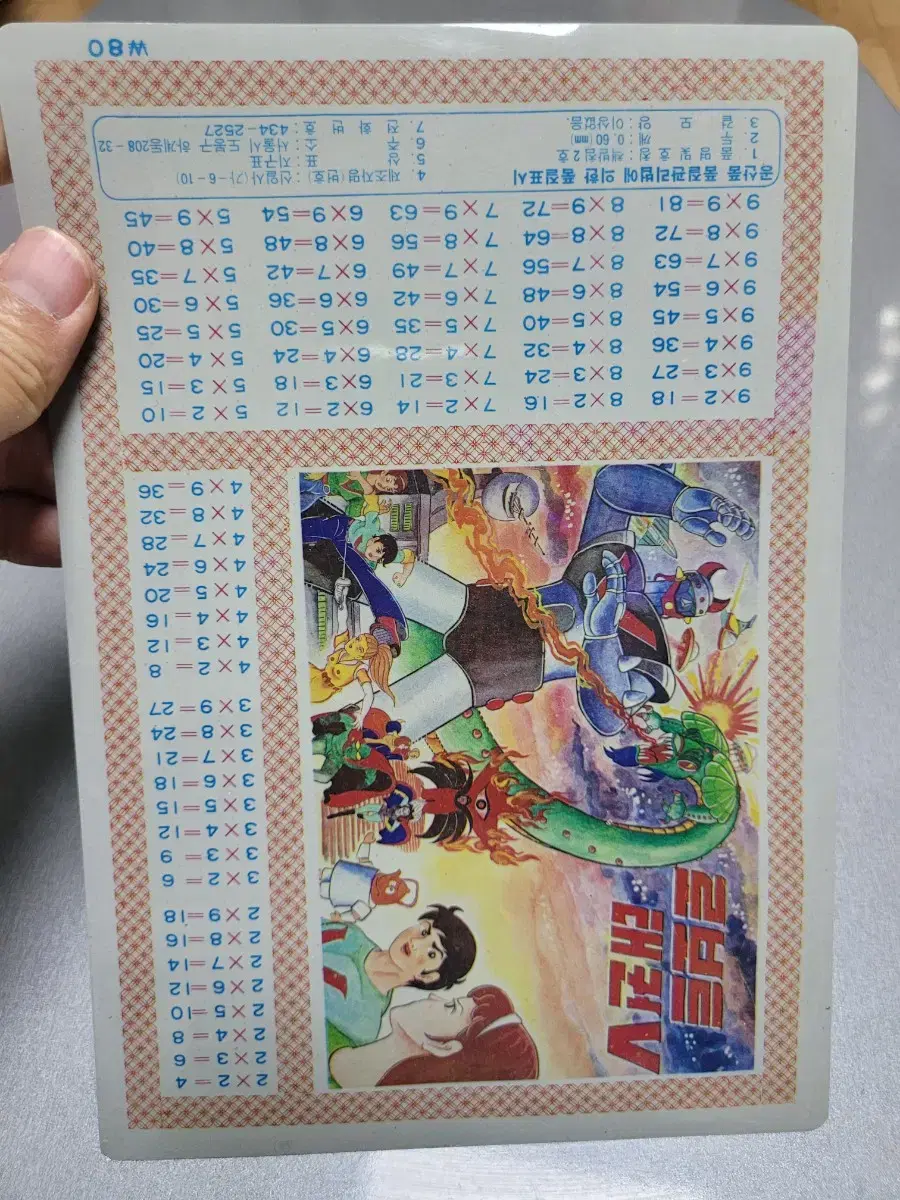 2×2=4
2×3=6
2×4=8
2×5=10
2×6=12
2×7=14
2×8=16
2×9=18
3×2=6
3×3=9
3×4=12
3×5=15
3×6=18
3×7=21
3×8=24
3×9=27
4×2=8
4×3=12
4×4=16
4×5=20
4×6=24
4×7=28
4×8=32
4×9=36
9×2=18 8×2=16 7×2=14 6×2=12 5×2=10
9×3=27 8×3=24 7×3=21 6×3=18 5×3=15
9×4=36 8×4=32 7×4=28 6×4=24 5×4=20
9×5=45 8×5=40 7×5=35 6×5=30 5×5=25
9×6=54 8×6=48 7×6=42 6×6=36 5×6=30
9×7=63 8×7=56 7×7=49 6×7=42 5×7=35
9×8=72 8×8=64 7×8=56 6×8=48 5×8=40
9×9=81 8×9=72 7×9=63 6×9=54 5×9=45
공산품 품질관리법에 의한 품질표시
1. 품명 및 호칭 : 책받침 2호
2. 두 께 : 0.60 (mm)
3. 겉 모 양 : 이상없음
4. 제조자명(번호) : 신일사 (가-6-10)
5. 상 표 : 지구표
6. 주 소 : 서울시 도봉구 하계동208-32
7. 전 화 번 호 : 434-2527
₩80